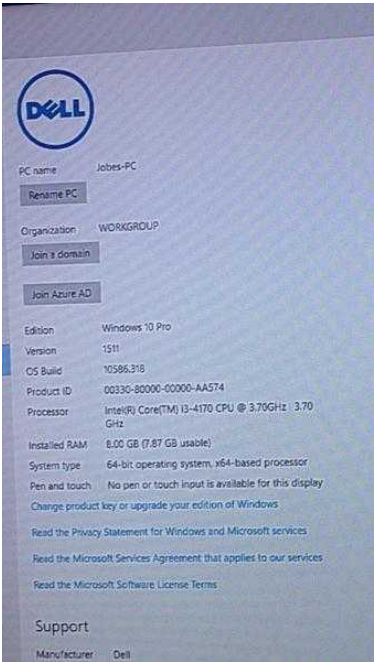 DELL
PC name Jobes-PC
Rename PC
Organization WORKGROUP
Join a domain
Join Azure AD
Edition Windows 10 Pro
Version 1511
OS Build 10586.318
Product ID 00330-80000-00000-AA574
Processor Intel(R) Core(TM) i3-4170 CPU @ 3.70GHz 3.70
GHz
Installed RAM 8.00 GB (7.87 GB usable)
System type 64-bit operating system, x64-based processor
Pen and touch No pen or touch input is available for this display
Change product key or upgrade your edition of Windows
Read the Privacy Statement for Windows and Microsoft services
Read the Microsoft Services Agreement that applies to our services
Read the Microsoft Software License Terms
Support
Manufacturer Dell